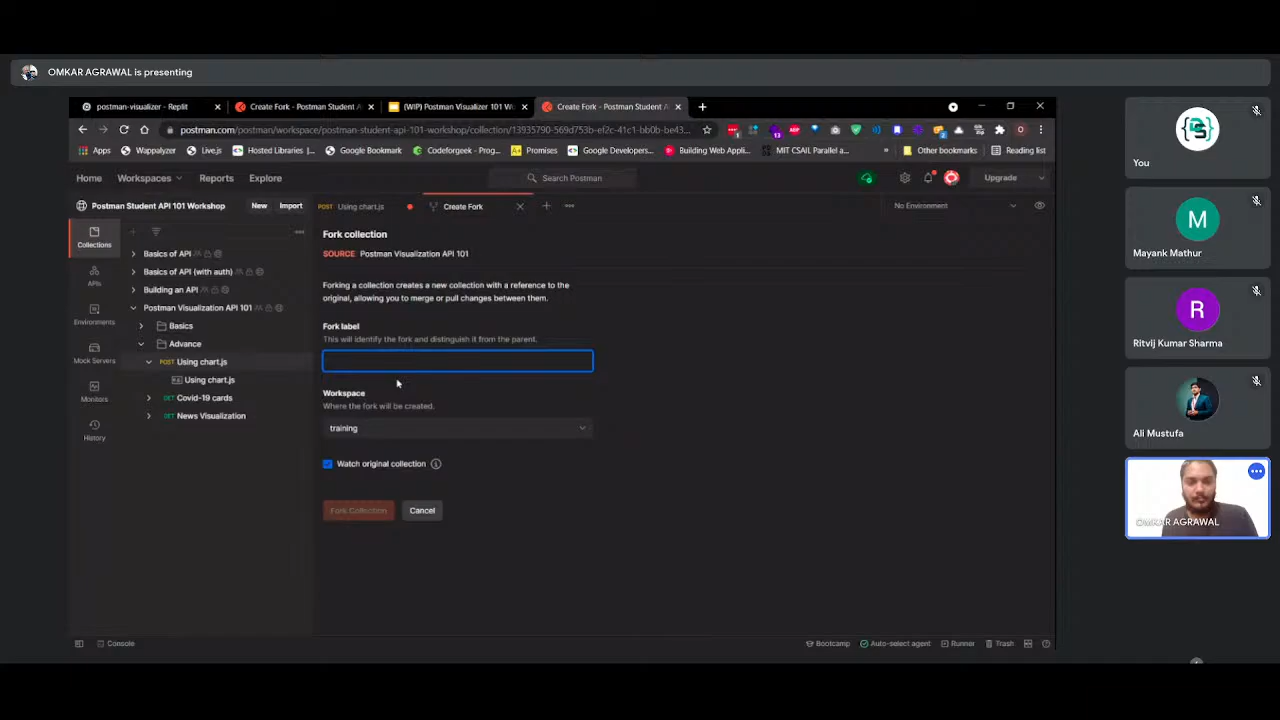 OMKAR AGRAWAL is presenting
postman-visualizer - Replit
Create Fork - Postman Student A
(WIP) Postman Visualizer 101 W
Create Fork - Postman Student A
postman.com/postman/workspace/postman-student-api-101-workshop/collection/13935790-569d753b-ef2c-41c1-bb0b-be43...
Apps
Wappalyzer
Live.js
Hosted Libraries |...
Google Bookmark
Codeforgeek - Prog...
Promises
Google Developers...
Building Web Appli...
MIT CSAIL Parallel a...
»
Other bookmarks
Reading list
Home
Workspaces
Reports
Explore
Search Postman
Upgrade
Postman Student API 101 Workshop
New
Import
POST Using chart.js
Create Fork
No Environment
Collections
APIs
Environments
Mock Servers
Monitors
History
Basics of API
Basics of API (with auth)
Building an API
Postman Visualization API 101
Basics
Advance
POST Using chart.js
Using chart.js
GET Covid-19 cards
GET News Visualization
Fork collection
SOURCE Postman Visualization API 101
Forking a collection creates a new collection with a reference to the
original, allowing you to merge or pull changes between them.
Fork label
This will identify the fork and distinguish it from the parent.
Workspace
Where the fork will be created.
training
Watch original collection
Fork Collection
Cancel
Console
Bootcamp
Auto-select agent
Runner
Trash
You
M
Mayank Mathur
R
Ritvij Kumar Sharma
Ali Mustufa
OMKAR AGRAWAL